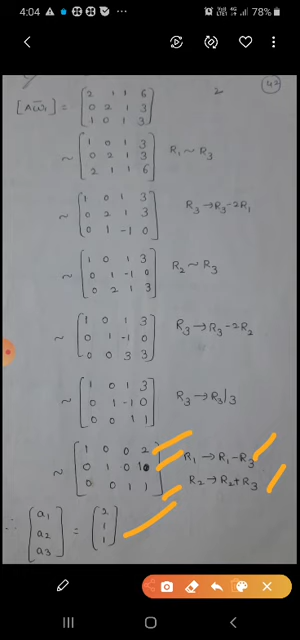 4:04 78%
42
2
[Aw̄₁] = [2 1 1 6
0 2 1 3
1 0 1 3]
~ [1 0 1 3
0 2 1 3
2 1 1 6] R₁ ~ R₃
~ [1 0 1 3
0 2 1 3
0 1 -1 0] R₃ → R₃-2R₁
~ [1 0 1 3
0 1 -1 0
0 2 1 3] R₂ ~ R₃
~ [1 0 1 3
0 1 -1 0
0 0 3 3] R₃ → R₃-2R₂
~ [1 0 1 3
0 1 -1 0
0 0 1 1] R₃ → R₃/3
~ [1 0 0 2
0 1 0 1
0 0 1 1] R₁ → R₁-R₃
R₂ → R₂+R₃
∴ [a₁
a₂
a₃] = [2
1
1]